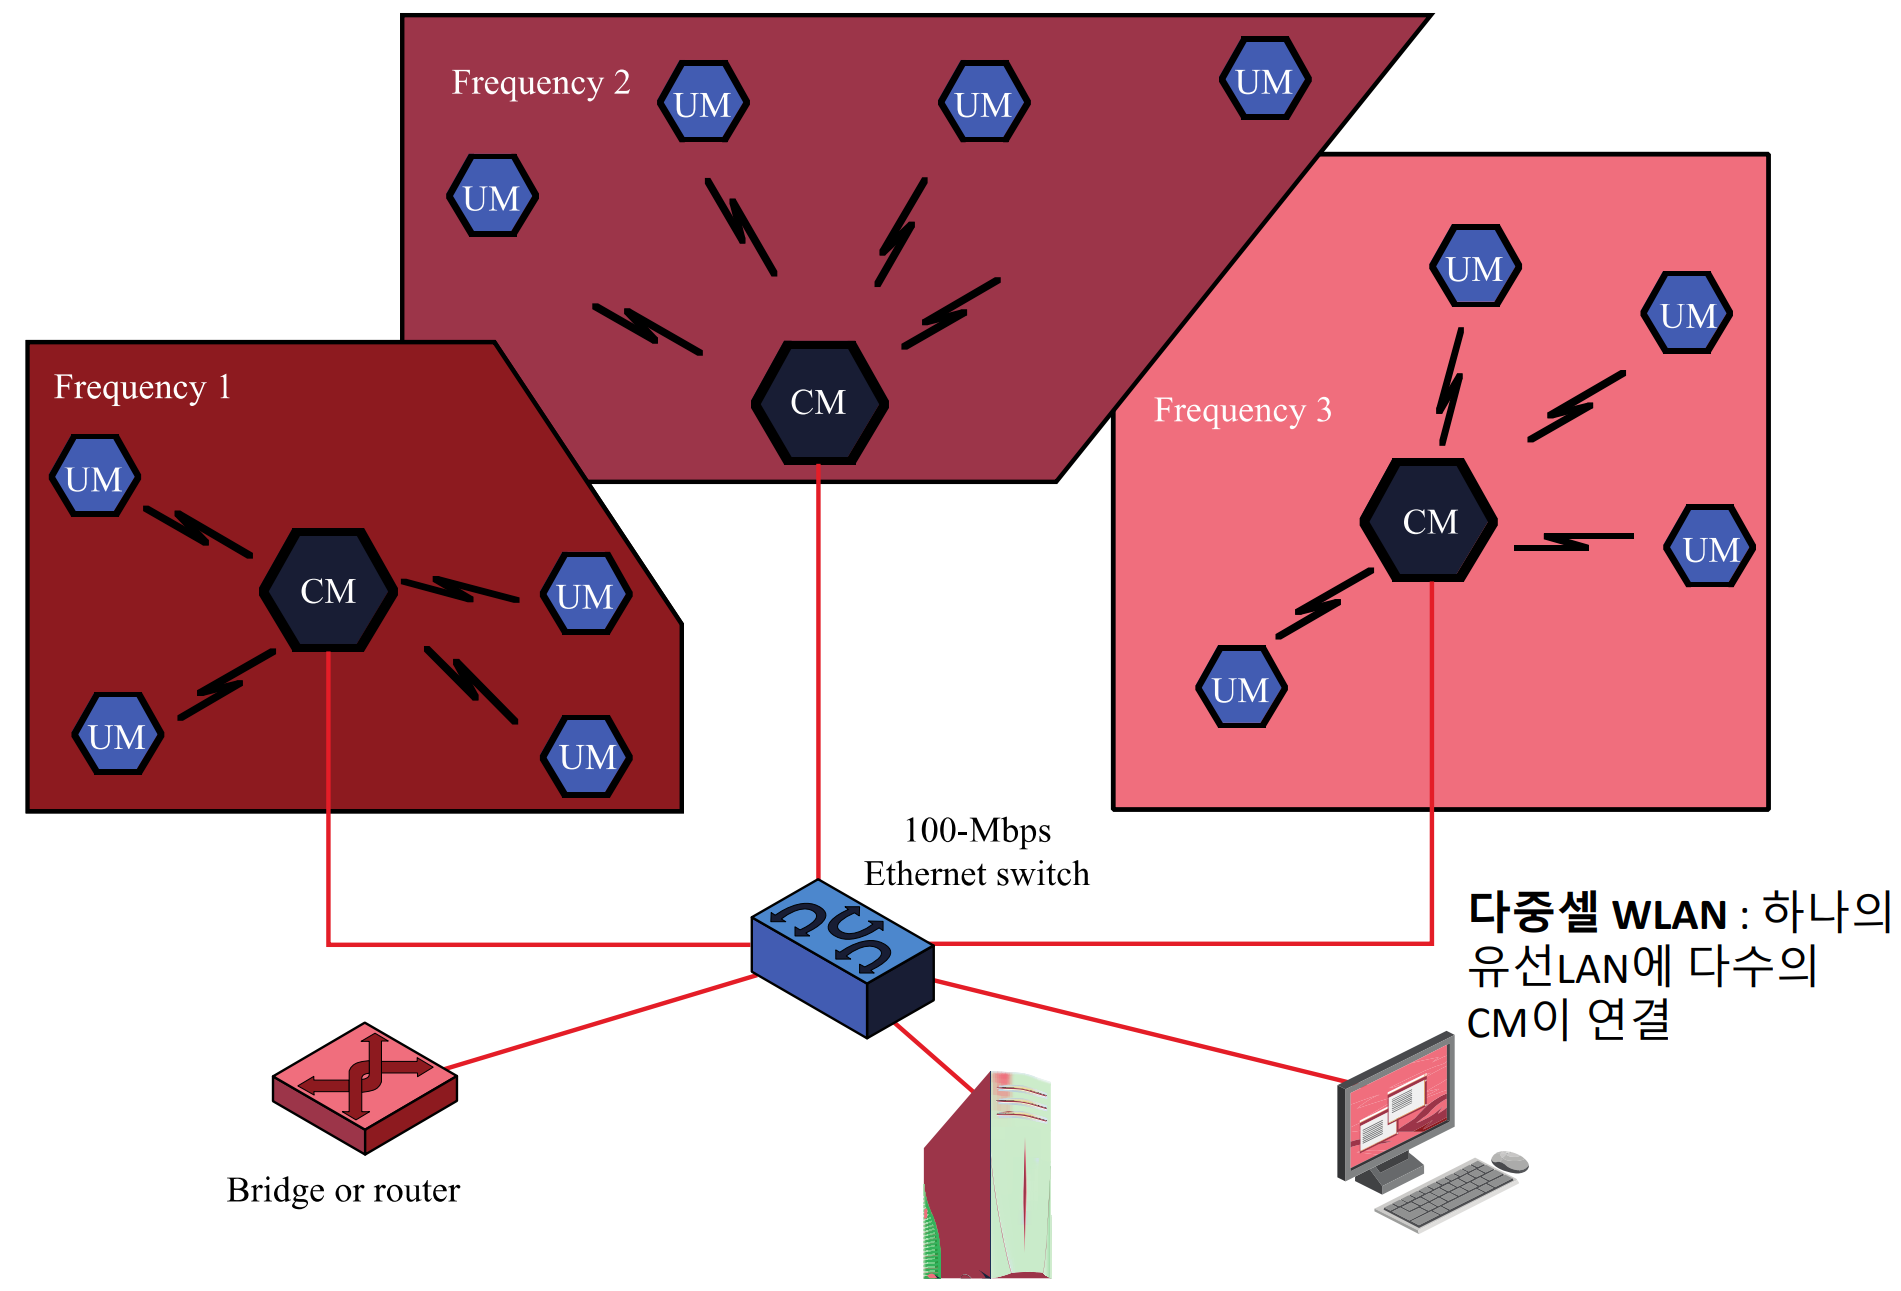 Frequency 2
UM
UM
UM
UM
CM
Frequency 1
UM
CM
UM
UM
UM
Frequency 3
UM
UM
CM
UM
UM
100-Mbps
Ethernet switch
다중셀 WLAN : 하나의
유선LAN에 다수의
CM이 연결
Bridge or router